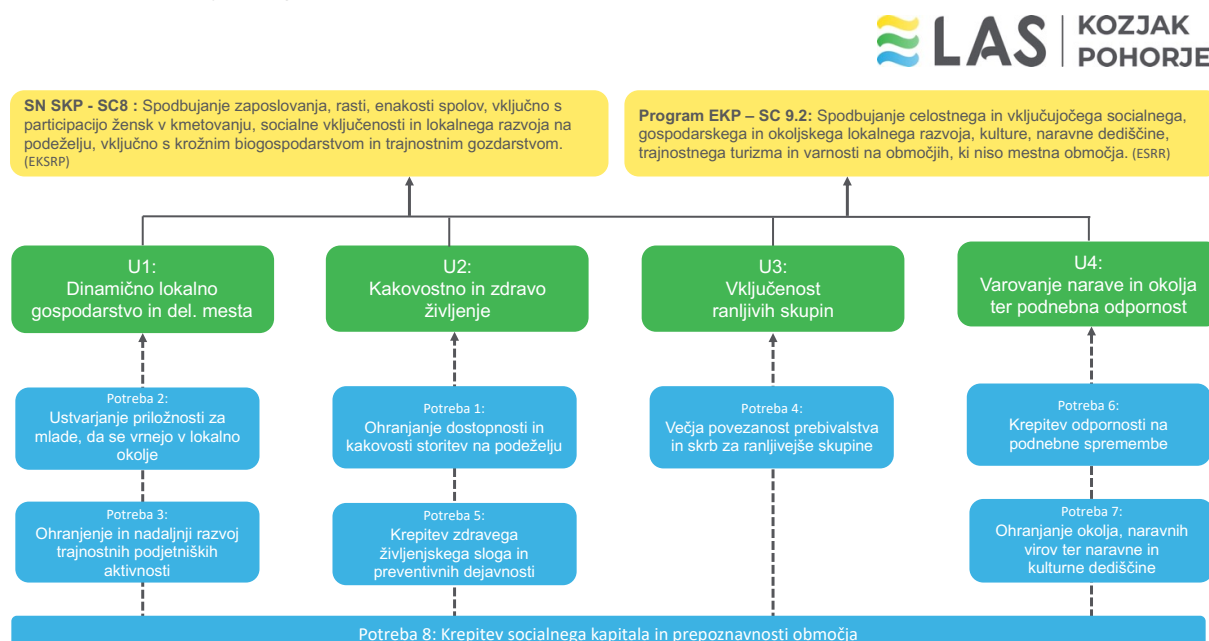 LAS
KOZJAK
POHORJE
SN SKP - SC8 : Spodbujanje zaposlovanja, rasti, enakosti spolov, vključno s
participacijo žensk v kmetovanju, socialne vključenosti in lokalnega razvoja na
podeželju, vključno s krožnim biogospodarstvom in trajnostnim gozdarstvom.
(EKSRP)
Program EKP – SC 9.2: Spodbujanje celostnega in vključujočega socialnega,
gospodarskega in okoljskega lokalnega razvoja, kulture, naravne dediščine,
trajnostnega turizma in varnosti na območjih, ki niso mestna območja. (ESRR)
U1:
Dinamično lokalno
gospodarstvo in del. mesta
U2:
Kakovostno in zdravo
življenje
U3:
Vključenost
ranljivih skupin
U4:
Varovanje narave in okolja
ter podnebna odpornost
Potreba 2:
Ustvarjanje priložnosti za
mlade, da se vrnejo v lokalno
okolje
Potreba 1:
Ohranjanje dostopnosti in
kakovosti storitev na podeželju
Potreba 4:
Večja povezanost prebivalstva
in skrb za ranljivejše skupine
Potreba 6:
Krepitev odpornosti na
podnebne spremembe
Potreba 3:
Ohranjenje in nadaljnji razvoj
trajnostnih podjetniških
aktivnosti
Potreba 5:
Krepitev zdravega
življenjskega sloga in
preventivnih dejavnosti
Potreba 7:
Ohranjanje okolja, naravnih
virov ter naravne in
kulturne dediščine
Potreba 8: Krepitev socialnega kapitala in prepoznavnosti območja